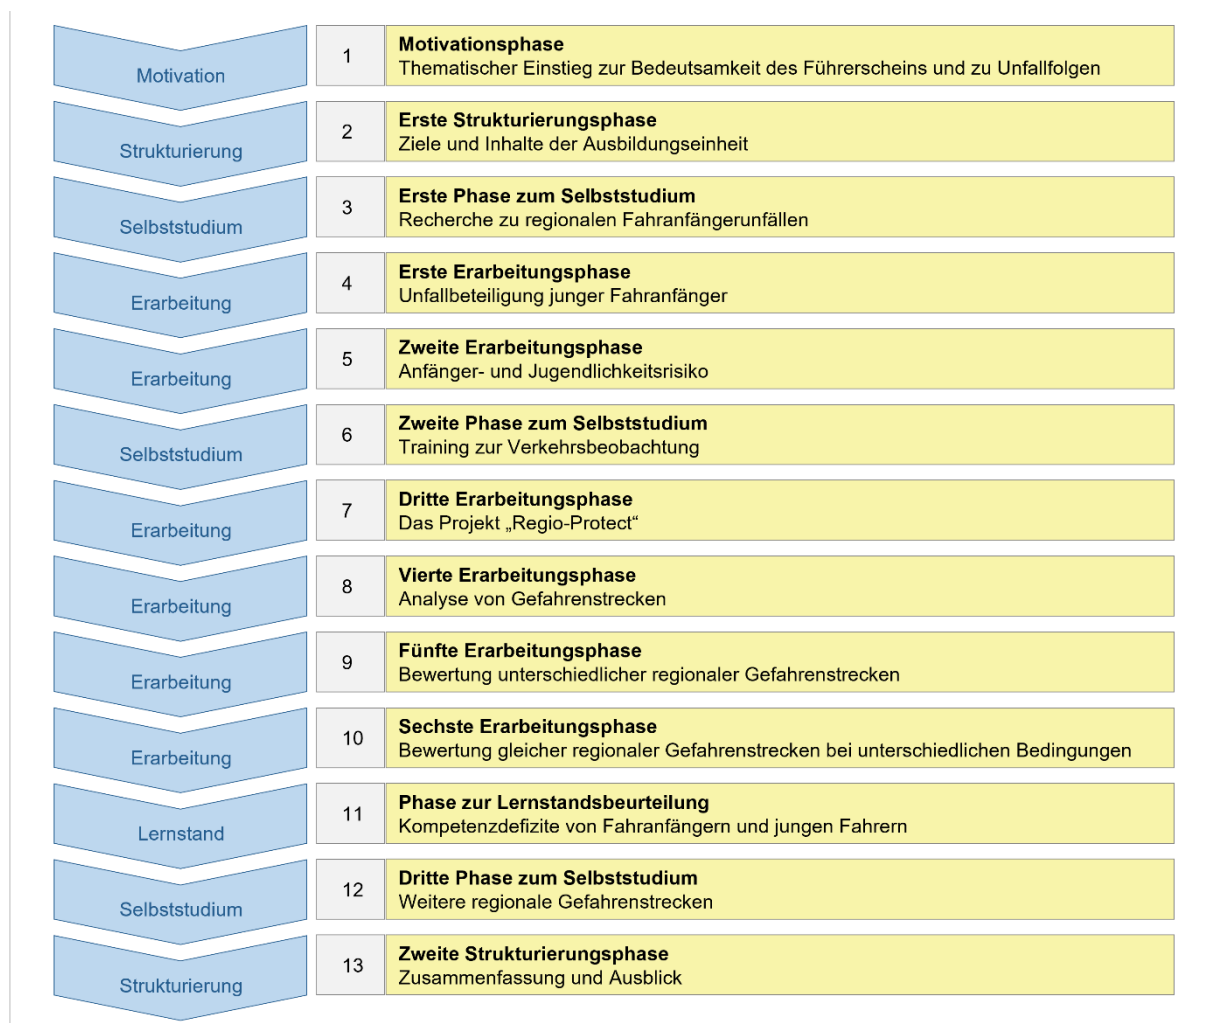 Motivation
1
Motivationsphase
Thematischer Einstieg zur Bedeutsamkeit des Führerscheins und zu Unfallfolgen
Strukturierung
2
Erste Strukturierungsphase
Ziele und Inhalte der Ausbildungseinheit
Selbststudium
3
Erste Phase zum Selbststudium
Recherche zu regionalen Fahranfängerunfällen
Erarbeitung
4
Erste Erarbeitungsphase
Unfallbeteiligung junger Fahranfänger
Erarbeitung
5
Zweite Erarbeitungsphase
Anfänger- und Jugendlichkeitsrisiko
Selbststudium
6
Zweite Phase zum Selbststudium
Training zur Verkehrsbeobachtung
Erarbeitung
7
Dritte Erarbeitungsphase
Das Projekt „Regio-Protect“
Erarbeitung
8
Vierte Erarbeitungsphase
Analyse von Gefahrenstrecken
Erarbeitung
9
Fünfte Erarbeitungsphase
Bewertung unterschiedlicher regionaler Gefahrenstrecken
Erarbeitung
10
Sechste Erarbeitungsphase
Bewertung gleicher regionaler Gefahrenstrecken bei unterschiedlichen Bedingungen
Lernstand
11
Phase zur Lernstandsbeurteilung
Kompetenzdefizite von Fahranfängern und jungen Fahrern
Selbststudium
12
Dritte Phase zum Selbststudium
Weitere regionale Gefahrenstrecken
Strukturierung
13
Zweite Strukturierungsphase
Zusammenfassung und Ausblick